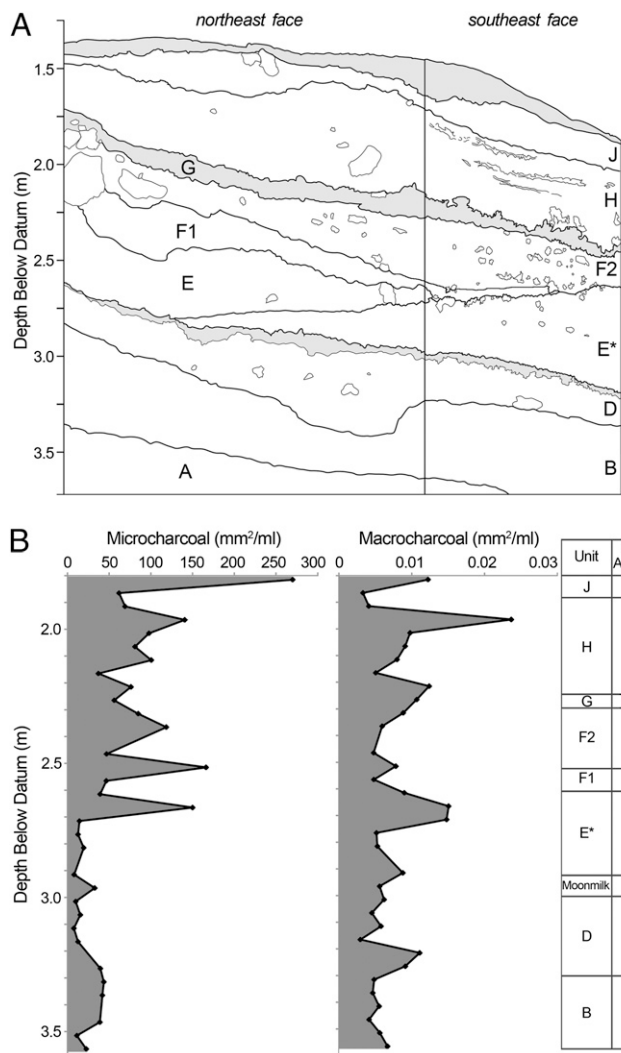 A
northeast face
southeast face
Depth Below Datum (m)
1.5
2.0
2.5
3.0
3.5
J
H
G
F1
F2
E
E*
D
A
B
B
Microcharcoal (mm²/ml)
0 50 100 150 200 250 300
Macrocharcoal (mm²/ml)
0 0.01 0.02 0.03
Depth Below Datum (m)
2.0
2.5
3.0
3.5
Unit A
J
H
G
F2
F1
E*
Moonmilk
D
B